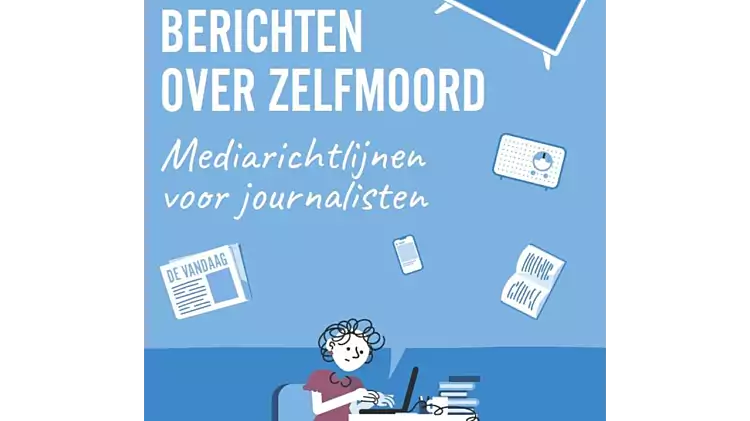 BERICHTEN
OVER ZELFMOORD
Mediarichtlijnen
voor journalisten
DE VANDAAG